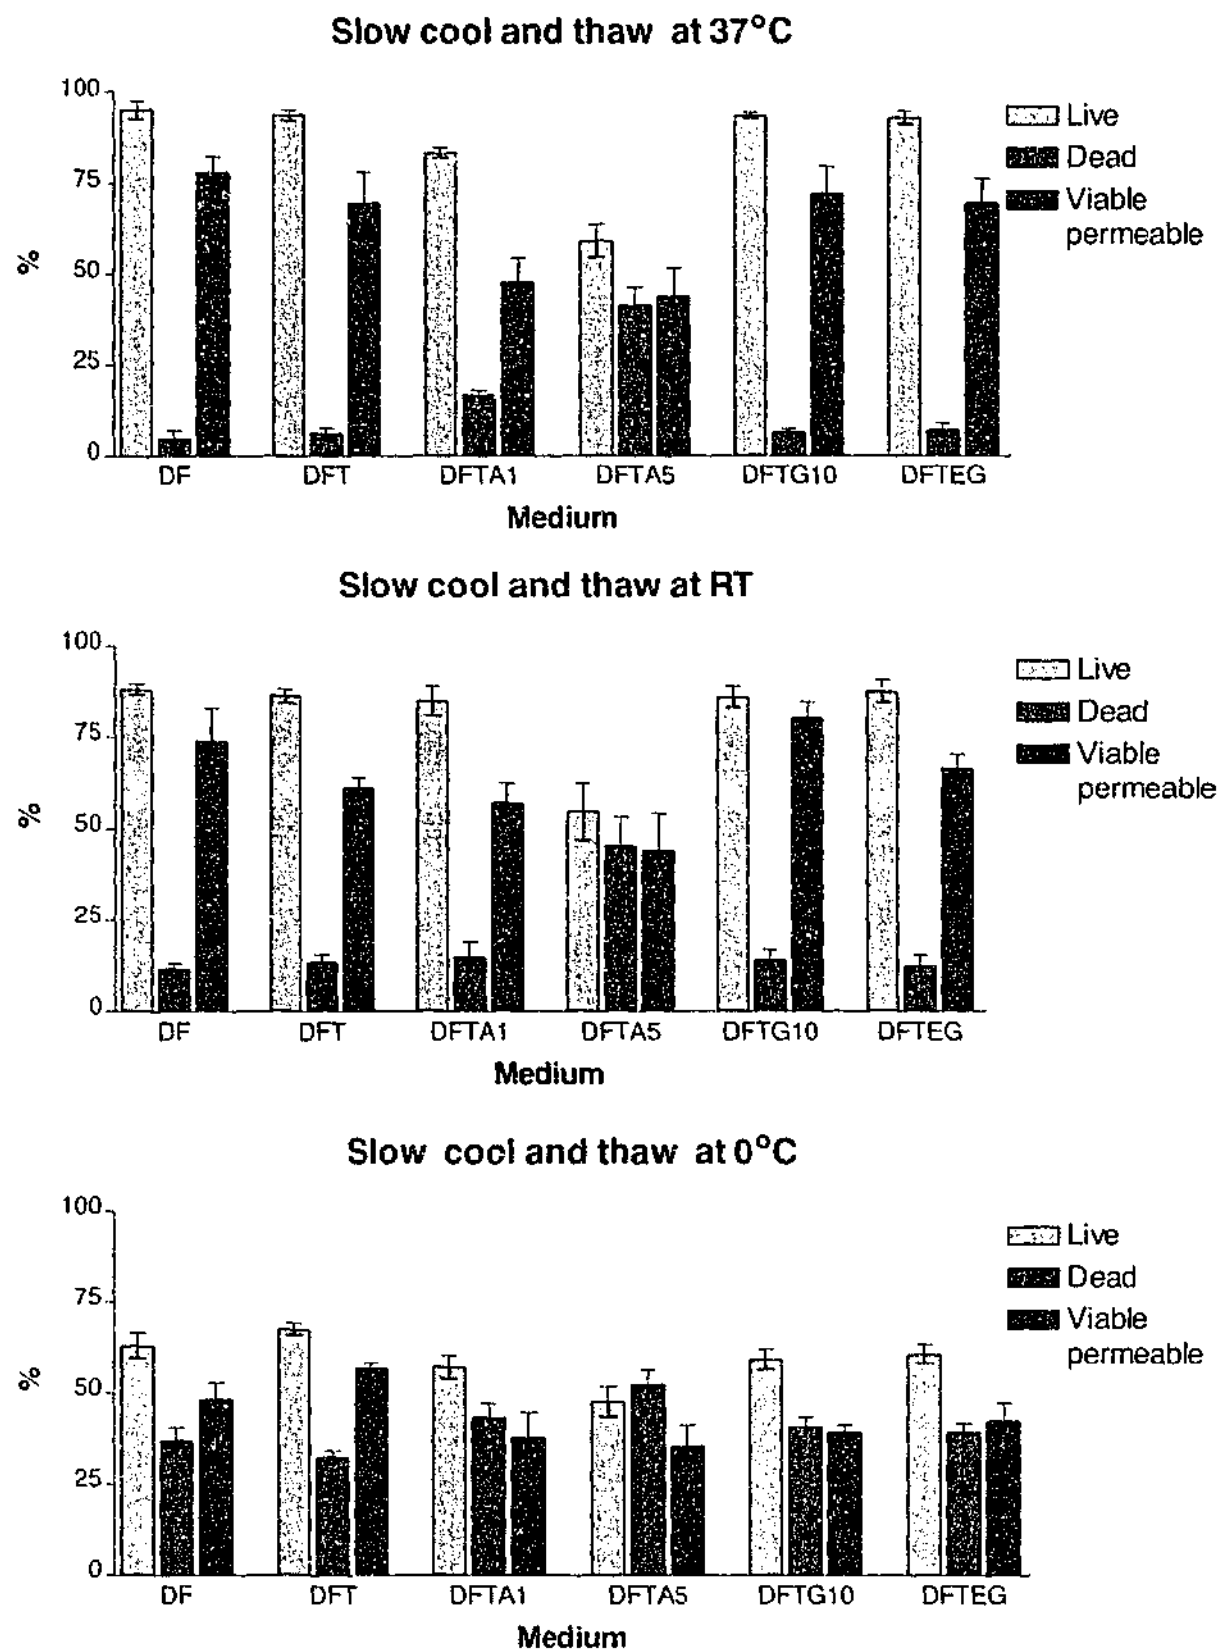 Slow cool and thaw at 37°C
100
75
50
25
0
%
DF DFT DFTA1 DFTA5 DFTG10 DFTEG
Medium
Live
Dead
Viable
permeable
Slow cool and thaw at RT
100
75
50
25
0
%
DF DFT DFTA1 DFTA5 DFTG10 DFTEG
Medium
Live
Dead
Viable
permeable
Slow cool and thaw at 0°C
100
75
50
25
0
%
DF DFT DFTA1 DFTA5 DFTG10 DFTEG
Medium
Live
Dead
Viable
permeable